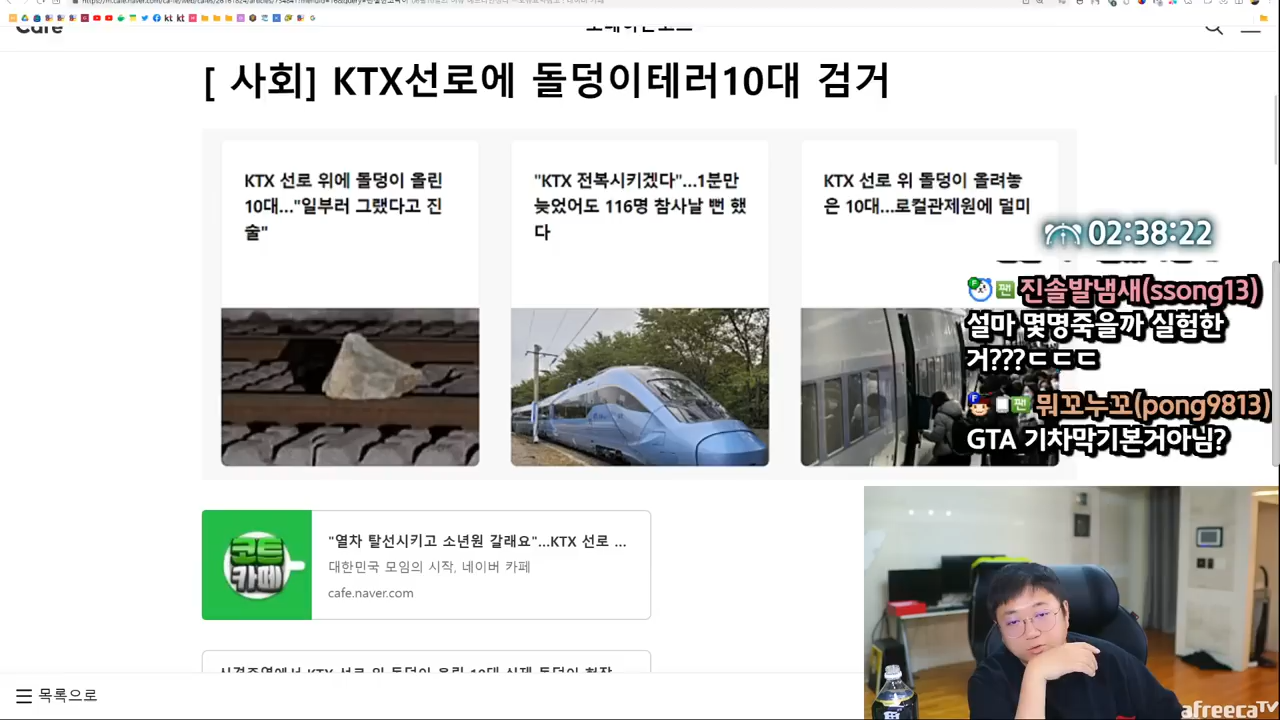 Cafe
kt kt
[ 사회] KTX선로에 돌덩이테러10대 검거
KTX 선로 위에 돌덩이 올린
10대..."일부러 그랬다고 진
술"
"KTX 전복시키겠다"...1분만
늦었어도 116명 참사날 뻔 했
다
KTX 선로 위 돌덩이 올려놓
은 10대...로컬관제원에 덜미
02:38:22
진솔발냄새(ssong13)
설마 몇명죽을까 실험한
거???ㄷㄷㄷ
뭐꼬누꼬(pong9813)
GTA 기차막기본거아님?
코트
카페
"열차 탈선시키고 소년원 갈래요"...KTX 선로 ...
대한민국 모임의 시작, 네이버 카페
cafe.naver.com
목록으로
afreecaTV